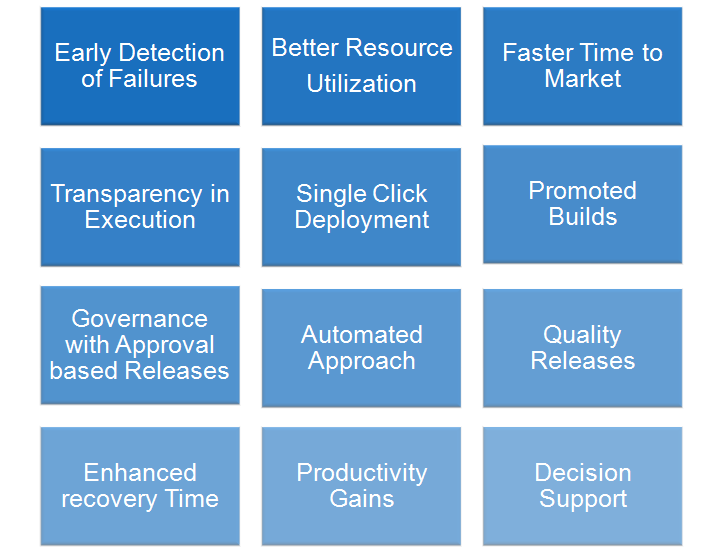 Early Detection
of Failures
Better Resource
Utilization
Faster Time to
Market
Transparency in
Execution
Single Click
Deployment
Promoted
Builds
Governance
with Approval
based Releases
Automated
Approach
Quality
Releases
Enhanced
recovery Time
Productivity
Gains
Decision
Support